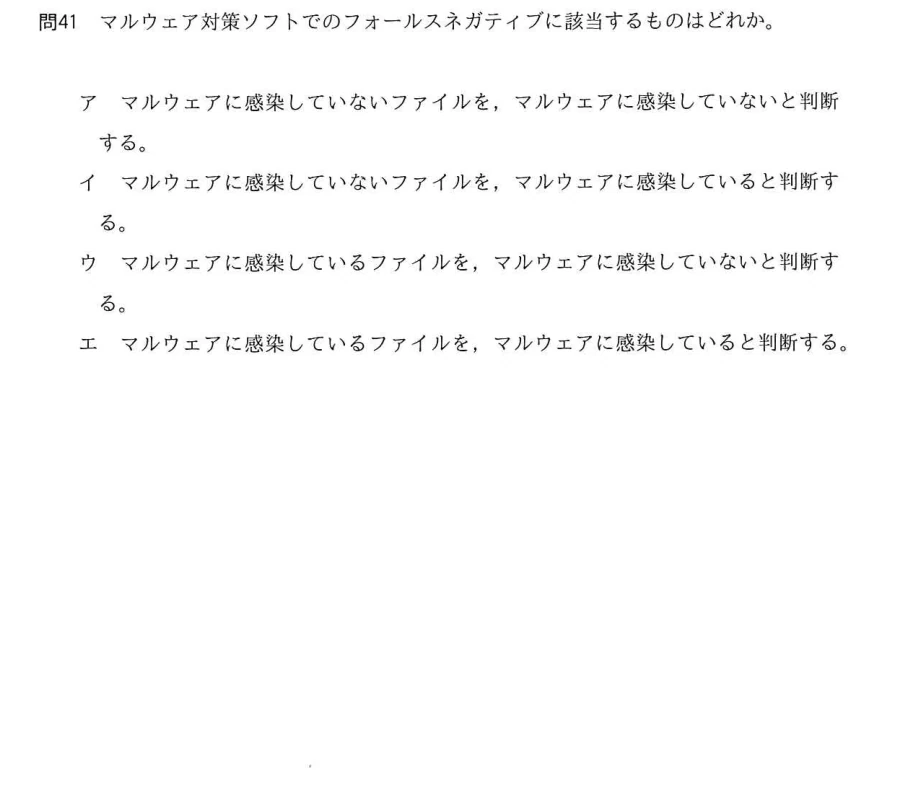 問41　マルウェア対策ソフトでのフォールスネガティブに該当するものはどれか。
ア　マルウェアに感染していないファイルを，マルウェアに感染していないと判断
する。
イ　マルウェアに感染していないファイルを，マルウェアに感染していると判断す
る。
ウ　マルウェアに感染しているファイルを，マルウェアに感染していないと判断す
る。
エ　マルウェアに感染しているファイルを，マルウェアに感染していると判断する。